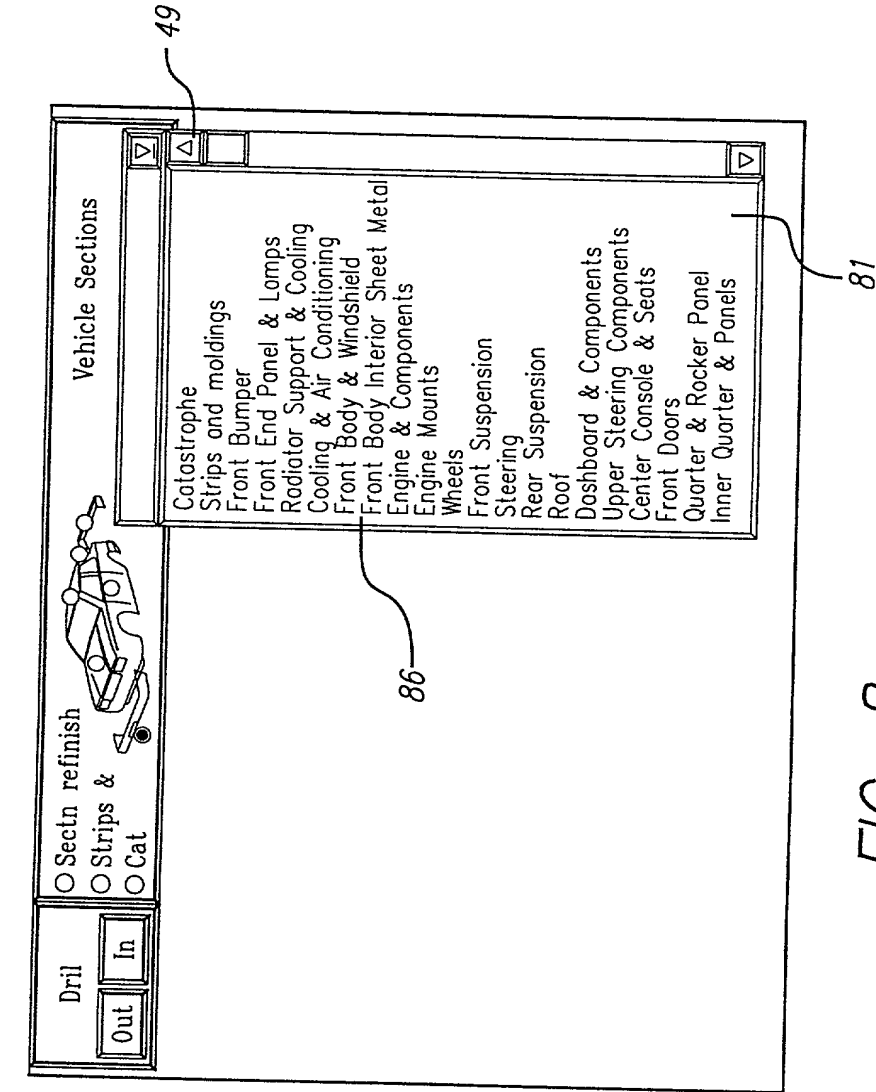 Dril
Out In
Sectn refinish
Strips &
Cat
Vehicle Sections
49
Catastrophe
Strips and moldings
Front Bumper
Front End Panel & Lamps
Radiator Support & Cooling
Cooling & Air Conditioning
Front Body & Windshield
Front Body Interior Sheet Metal
Engine & Components
Engine Mounts
Wheels
Front Suspension
Steering
Rear Suspension
Roof
Dashboard & Components
Upper Steering Components
Center Console & Seats
Front Doors
Quarter & Rocker Panel
Inner Quarter & Panels
86
81